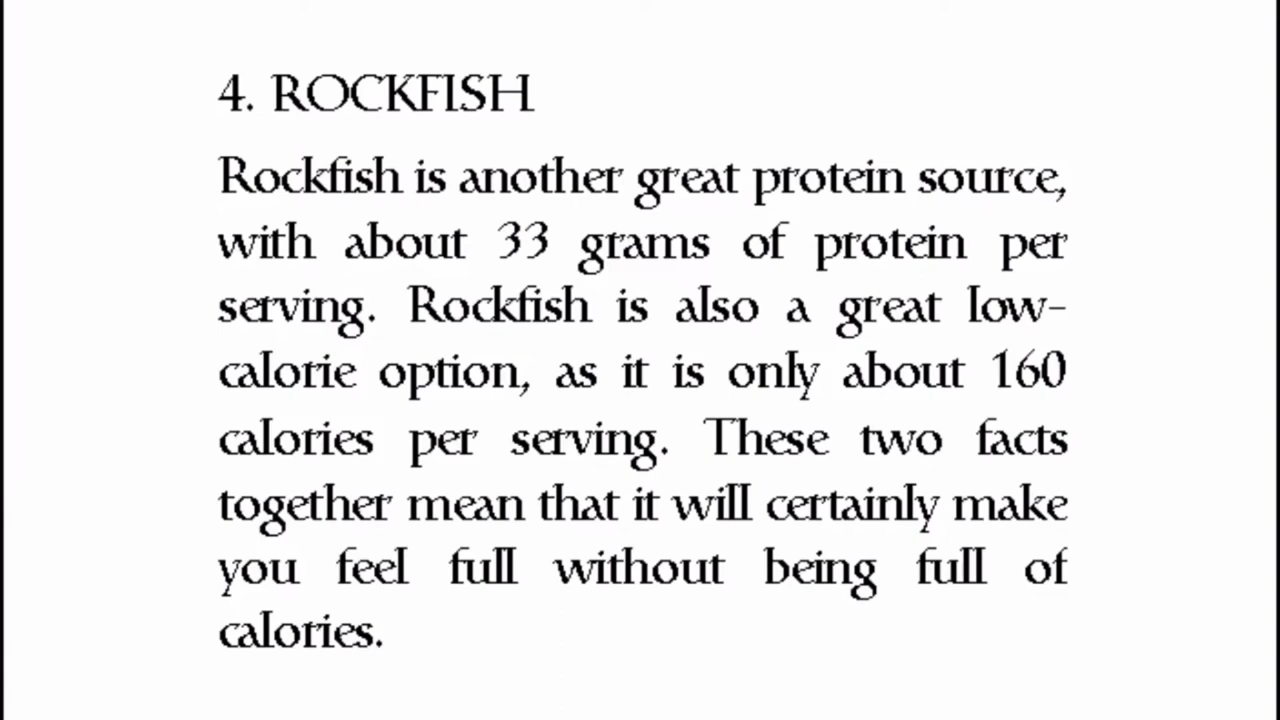 4. ROCKFISH
Rockfish is another great protein source,
with about 33 grams of protein per
serving. Rockfish is also a great low-
calorie option, as it is only about 160
calories per serving. These two facts
together mean that it will certainly make
you feel full without being full of
calories.